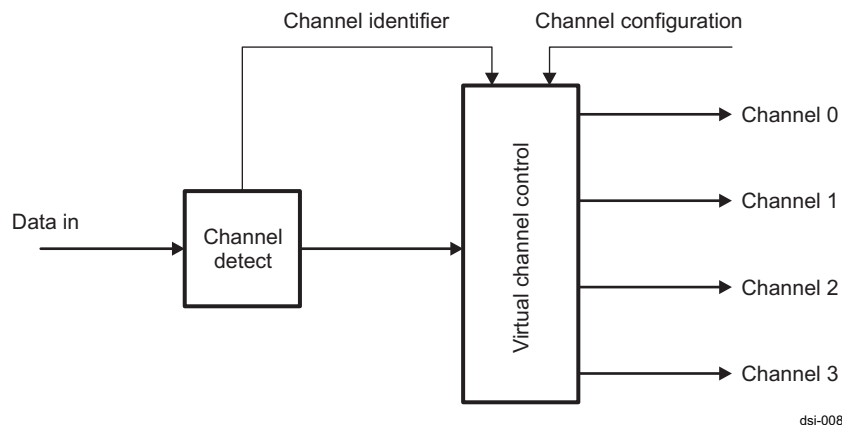 Channel identifier
Channel configuration
Channel 0
Channel 1
Data in
Channel
detect
Virtual channel control
Channel 2
Channel 3
dsi-008